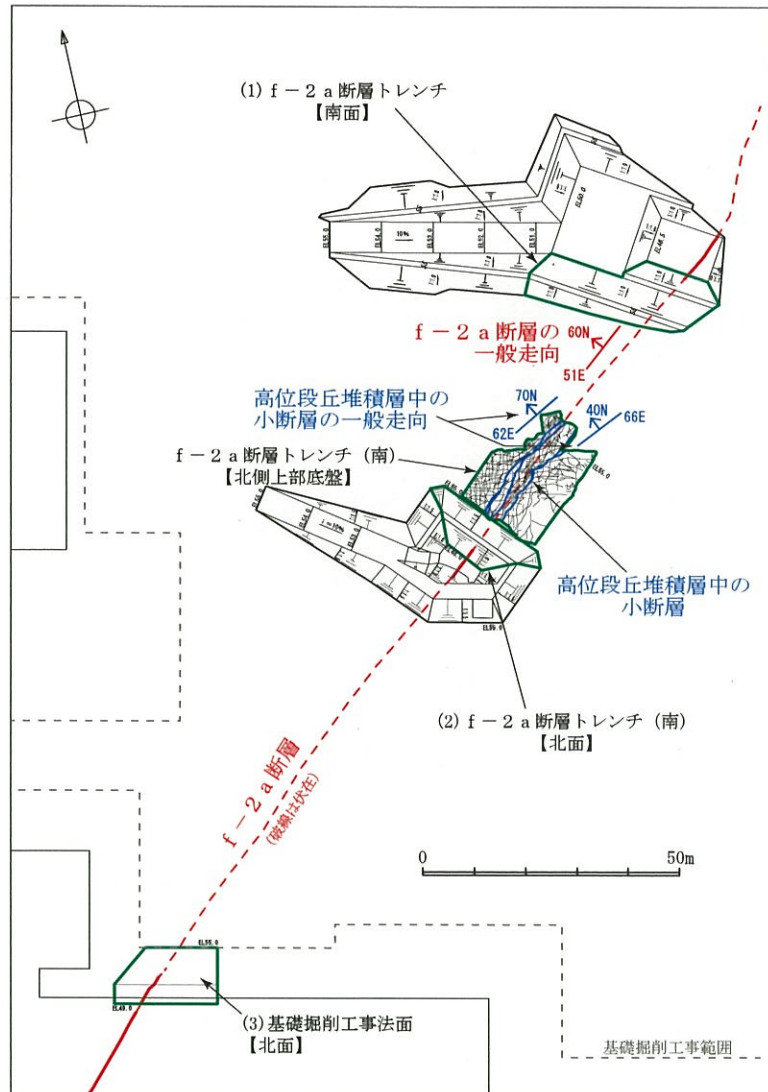 (1) f－2a断層トレンチ
【南面】
10%
f－2a断層の
一般走向
60N
51E
高位段丘堆積層中の
小断層の一般走向
70N
62E
40N
66E
f－2a断層トレンチ (南)
【北側上部底盤】
高位段丘堆積層中の
小断層
(2) f－2a断層トレンチ (南)
【北面】
f－2a断層
(破線は伏在)
0
50m
EL55.0
EL49.0
(3)基礎掘削工事法面
【北面】
基礎掘削工事範囲